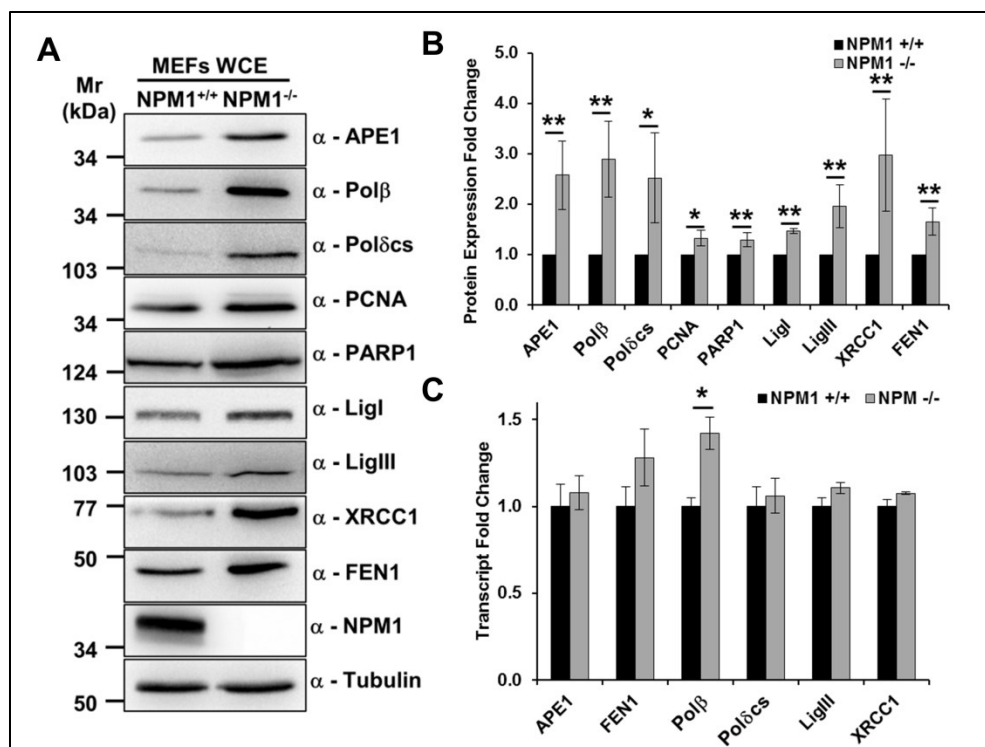 A
MEFs WCE
Mr
(kDa)
NPM1+/+ NPM1-/-
α - APE1
34
α - Polβ
34
α - Polδcs
103
α - PCNA
34
α - PARP1
124
α - LigI
130
α - LigIII
103
77
α - XRCC1
50
α - FEN1
α - NPM1
34
α - Tubulin
50
B
NPM1 +/+
NPM1 -/-
Protein Expression Fold Change
5.0
4.0
3.0
2.0
1.0
0.0
** ** * * ** ** ** ** **
APE1 Polβ Polδcs PCNA PARP1 LigI LigIII XRCC1 FEN1
C
NPM1 +/+ NPM -/-
Transcript Fold Change
1.5
1.0
0.5
0.0
*
APE1 FEN1 Polβ Polδcs LigIII XRCC1